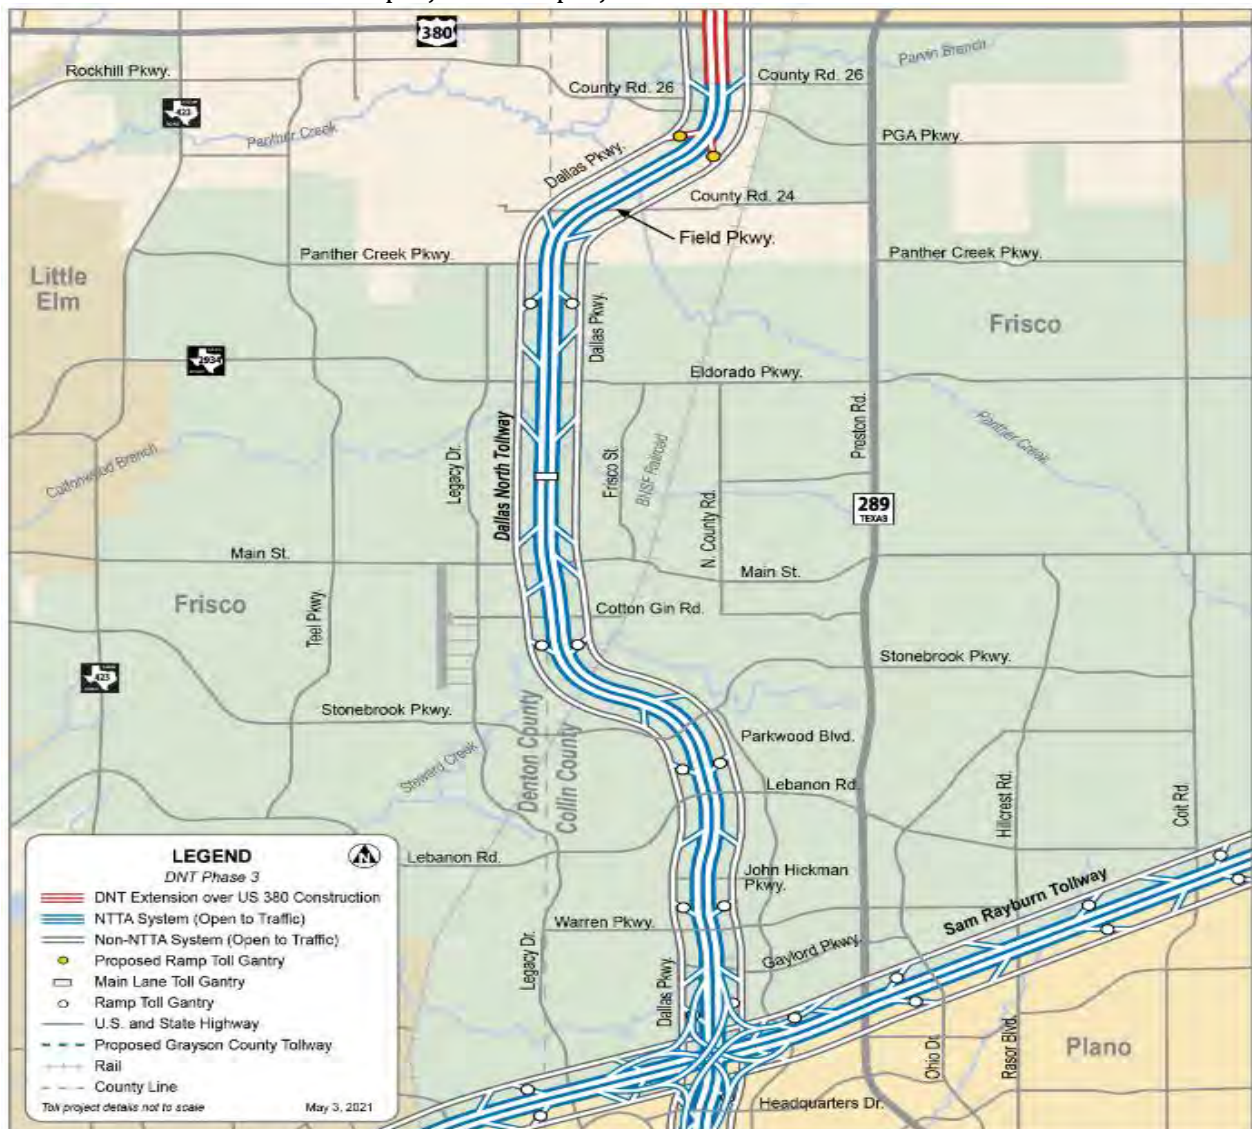 380
Rockhill Pkwy.
County Rd. 26
County Rd. 26
Parvin Branch
423
Panther Creek
PGA Pkwy.
Dallas Pkwy.
County Rd. 24
Field Pkwy.
Panther Creek Pkwy.
Panther Creek Pkwy.
Little
Elm
Dallas Pkwy.
Frisco
2934
Eldorado Pkwy.
Preston Rd.
Panther Creek
Cottonwood Branch
Legacy Dr.
Dallas North Tollway
Frisco St.
BNSF Railroad
N. County Rd.
289
TEXAS
Main St.
Main St.
Frisco
Teel Pkwy.
Cotton Gin Rd.
Stonebrook Pkwy.
423
Stonebrook Pkwy.
Denton County
Collin County
Parkwood Blvd.
Steward Creek
Lebanon Rd.
Hillcrest Rd.
Coit Rd.
Lebanon Rd.
John Hickman
Pkwy.
Warren Pkwy.
Sam Rayburn Tollway
Gaylord Pkwy.
Legacy Dr.
Dallas Pkwy.
Ohio Dr.
Rasor Blvd.
Plano
Headquarters Dr.
LEGEND
N
DNT Phase 3
DNT Extension over US 380 Construction
NTTA System (Open to Traffic)
Non-NTTA System (Open to Traffic)
Proposed Ramp Toll Gantry
Main Lane Toll Gantry
Ramp Toll Gantry
U.S. and State Highway
Proposed Grayson County Tollway
Rail
County Line
Toll project details not to scale
May 3, 2021